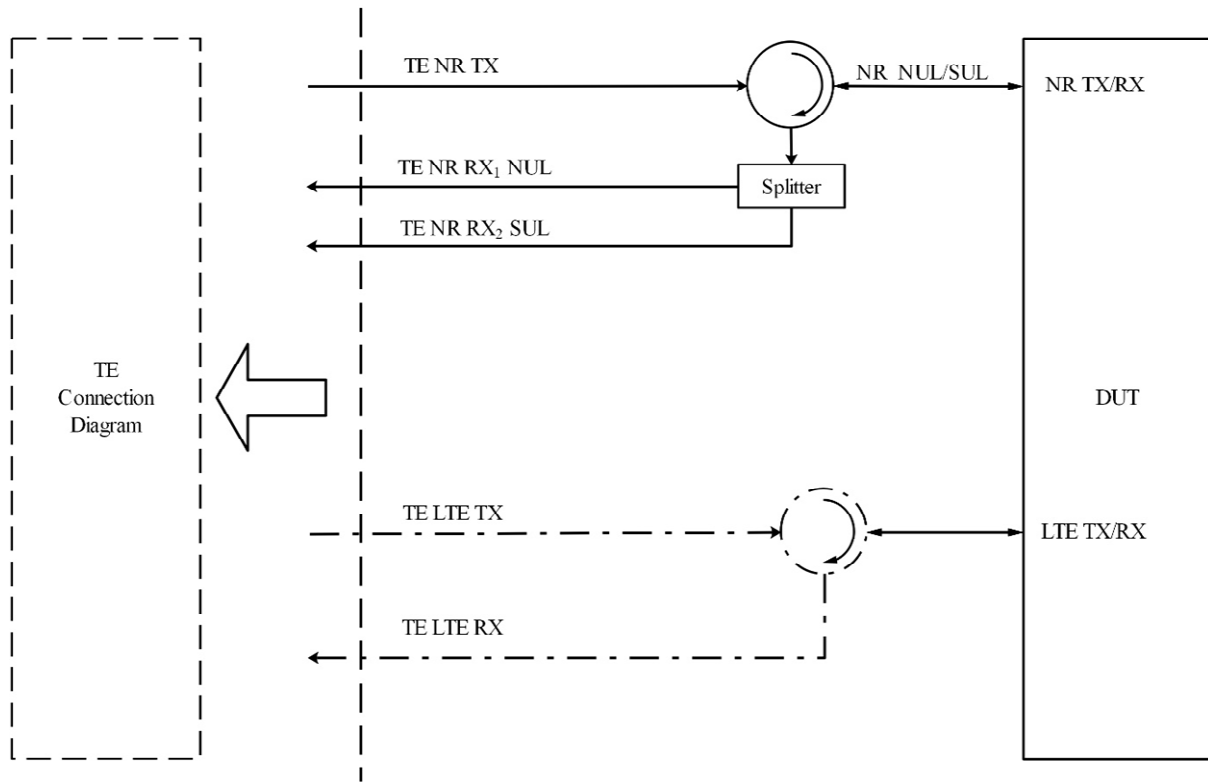 TE NR TX
NR NUL/SUL
NR TX/RX
TE NR RX₁ NUL
Splitter
TE NR RX₂ SUL
TE
Connection
Diagram
DUT
TE LTE TX
LTE TX/RX
TE LTE RX